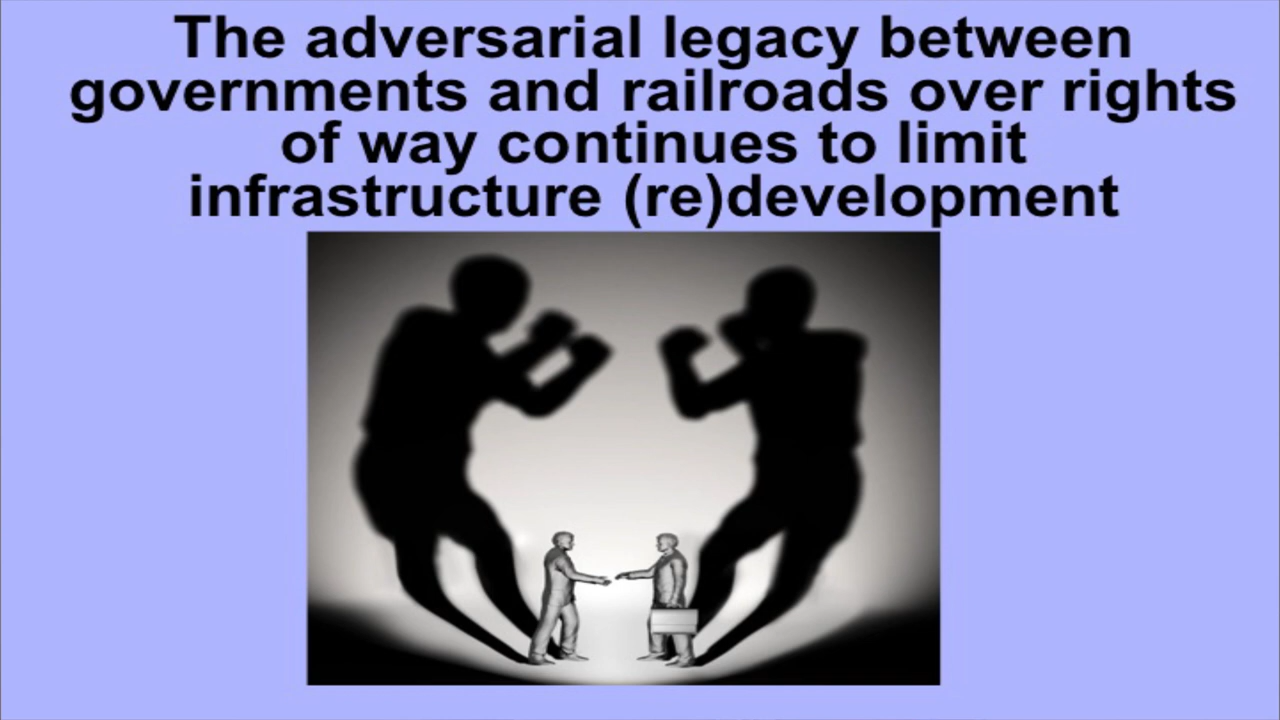 The adversarial legacy between
governments and railroads over rights
of way continues to limit
infrastructure (re)development